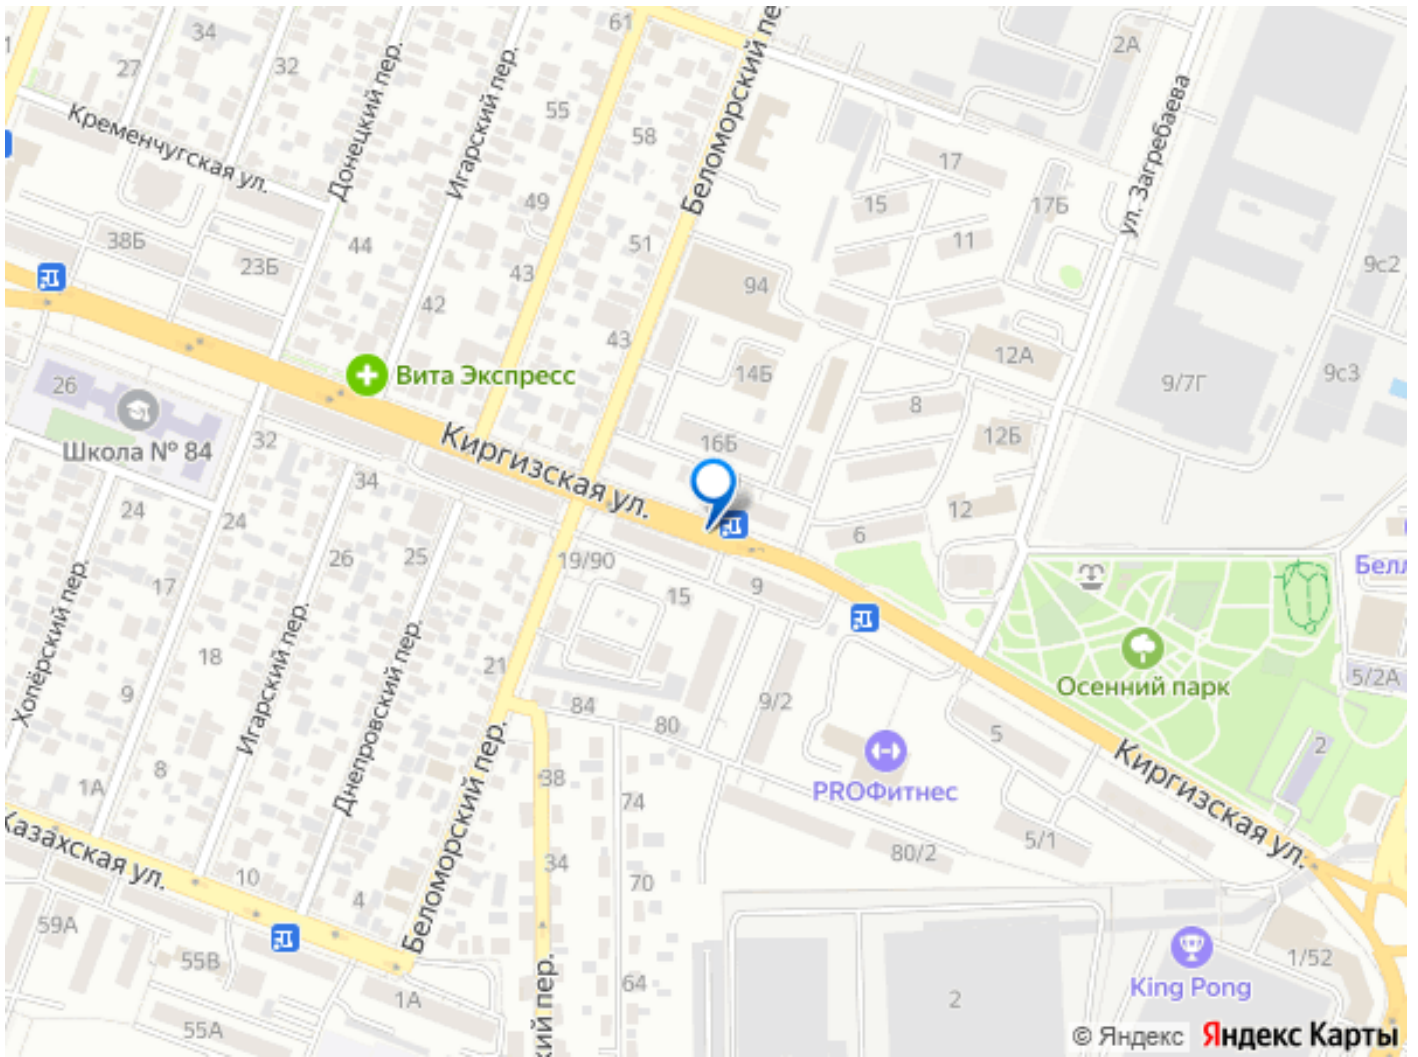 61
34
27
32
2А
Кременчугская ул.
Донецкий пер.
Игарский пер.
55
58
Беломорский пе
17
ул. Загребаева
15
17Б
11
49
51
38Б
23Б
44
43
42
94
9с2
43
14Б
12А
9/7Г
9с3
26
Вита Экспресс
8
12Б
Школа № 84
32
Киргизская ул.
16Б
34
24
24
26
25
12
6
19/90
9
15
17
Белл
Хопёрский пер.
Игарский пер.
Днепровский пер.
18
9
21
Осенний парк
5/2А
84
80
9/2
5
2
Киргизская ул.
1А
8
38
74
PROФитнес
5/1
80/2
Казахская ул.
Беломорский пер.
10
4
34
70
59А
55В
1А
55А
64
кий пер.
2
King Pong
1/52
© Яндекс Яндекс Карты